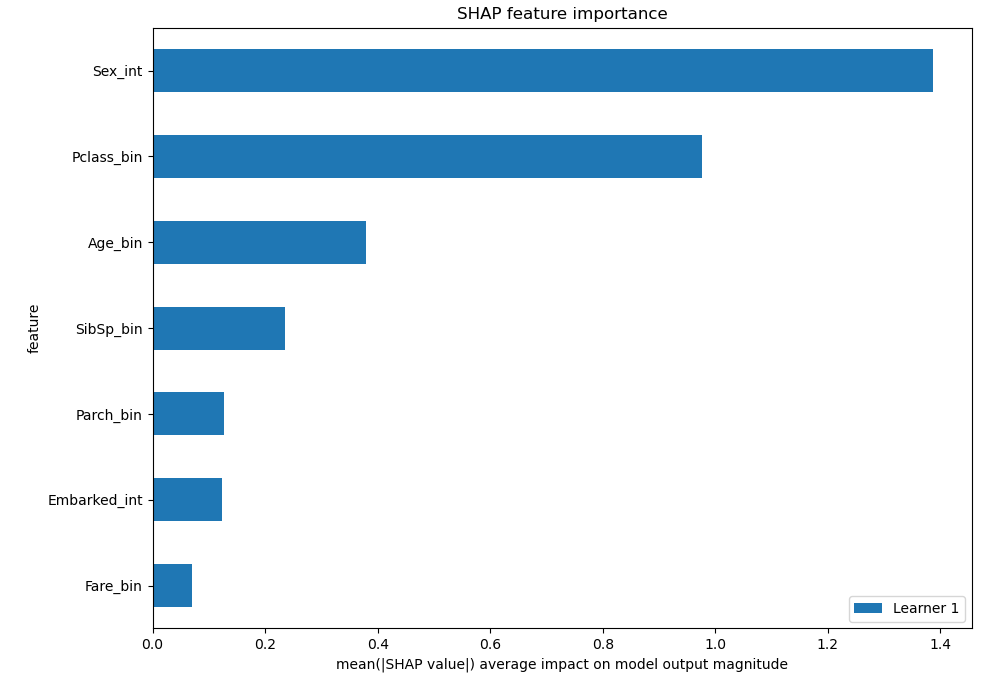 SHAP feature importance
Sex_int
Pclass_bin
Age_bin
SibSp_bin
Parch_bin
Embarked_int
Fare_bin
feature
Learner 1
0.0 0.2 0.4 0.6 0.8 1.0 1.2 1.4
mean(|SHAP value|) average impact on model output magnitude